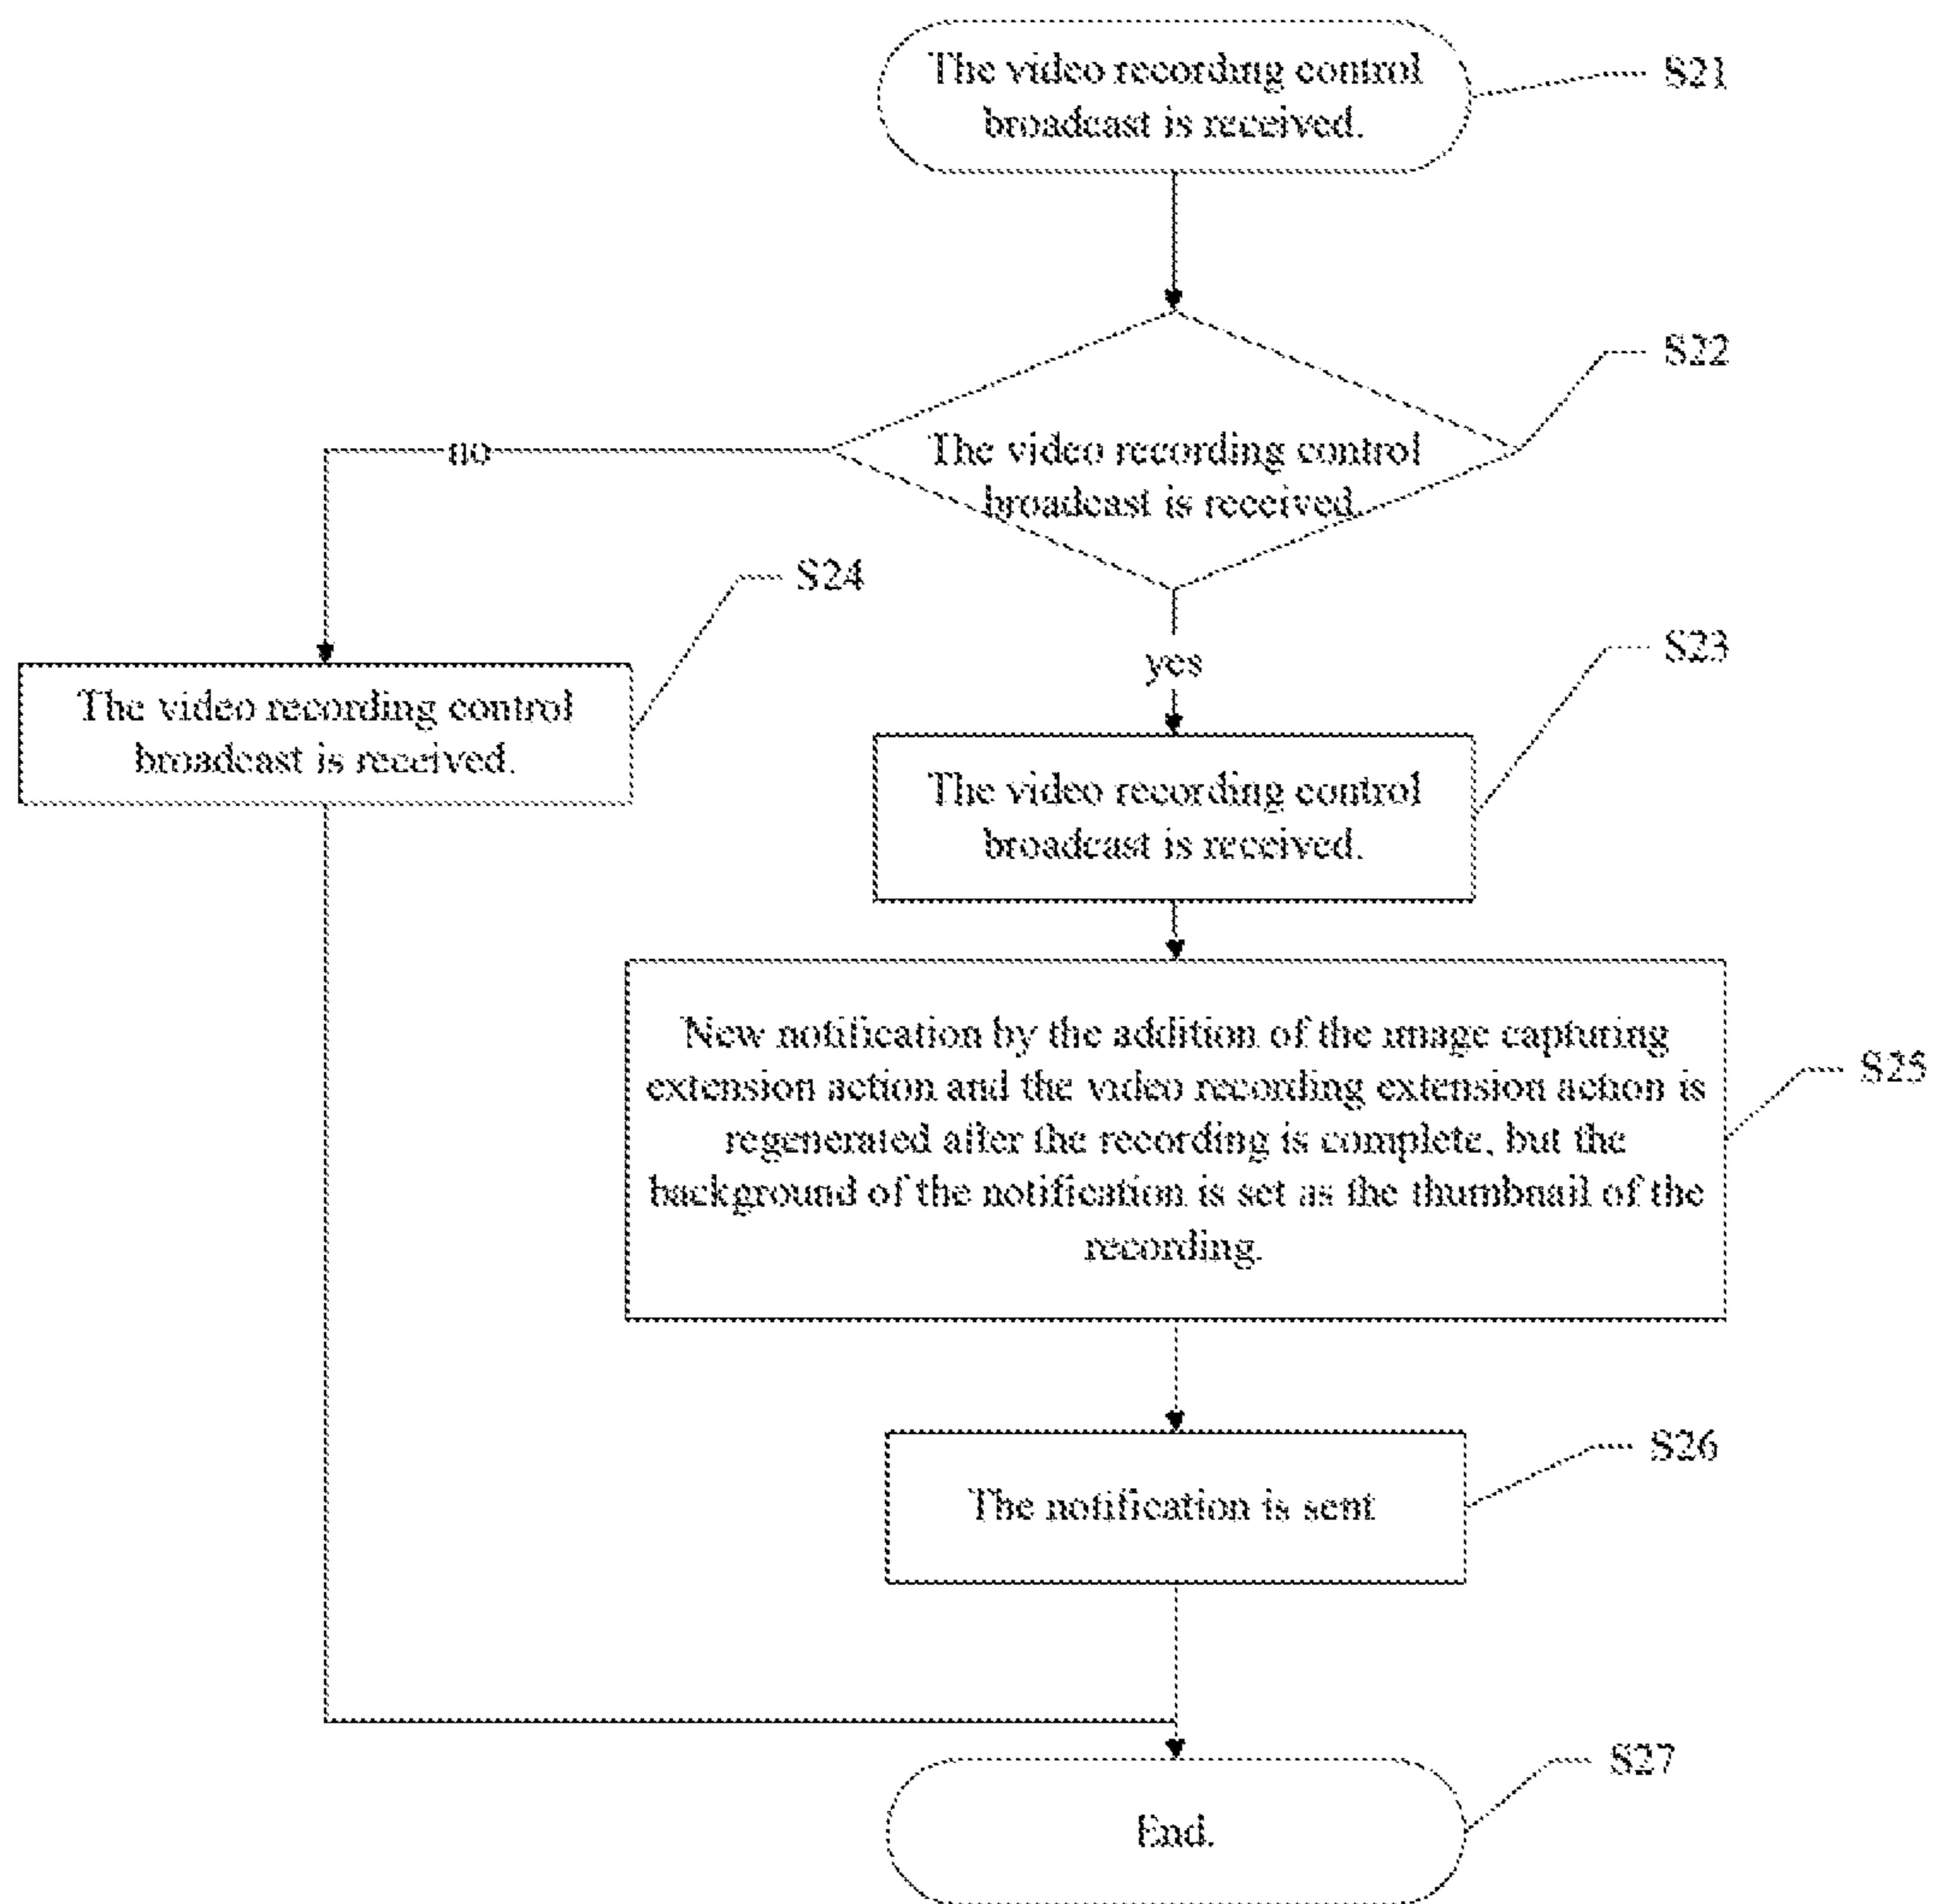 The video recording control
broadcast is received.
S21
S22
The video recording control
broadcast is received.
no
S24
yes
S23
The video recording control
broadcast is received.
The video recording control
broadcast is received.
New notification by the addition of the image capturing
extension action and the video recording extension action is
regenerated after the recording is complete, but the
background of the notification is set as the thumbnail of the
recording.
S25
S26
The notification is sent
S27
End.